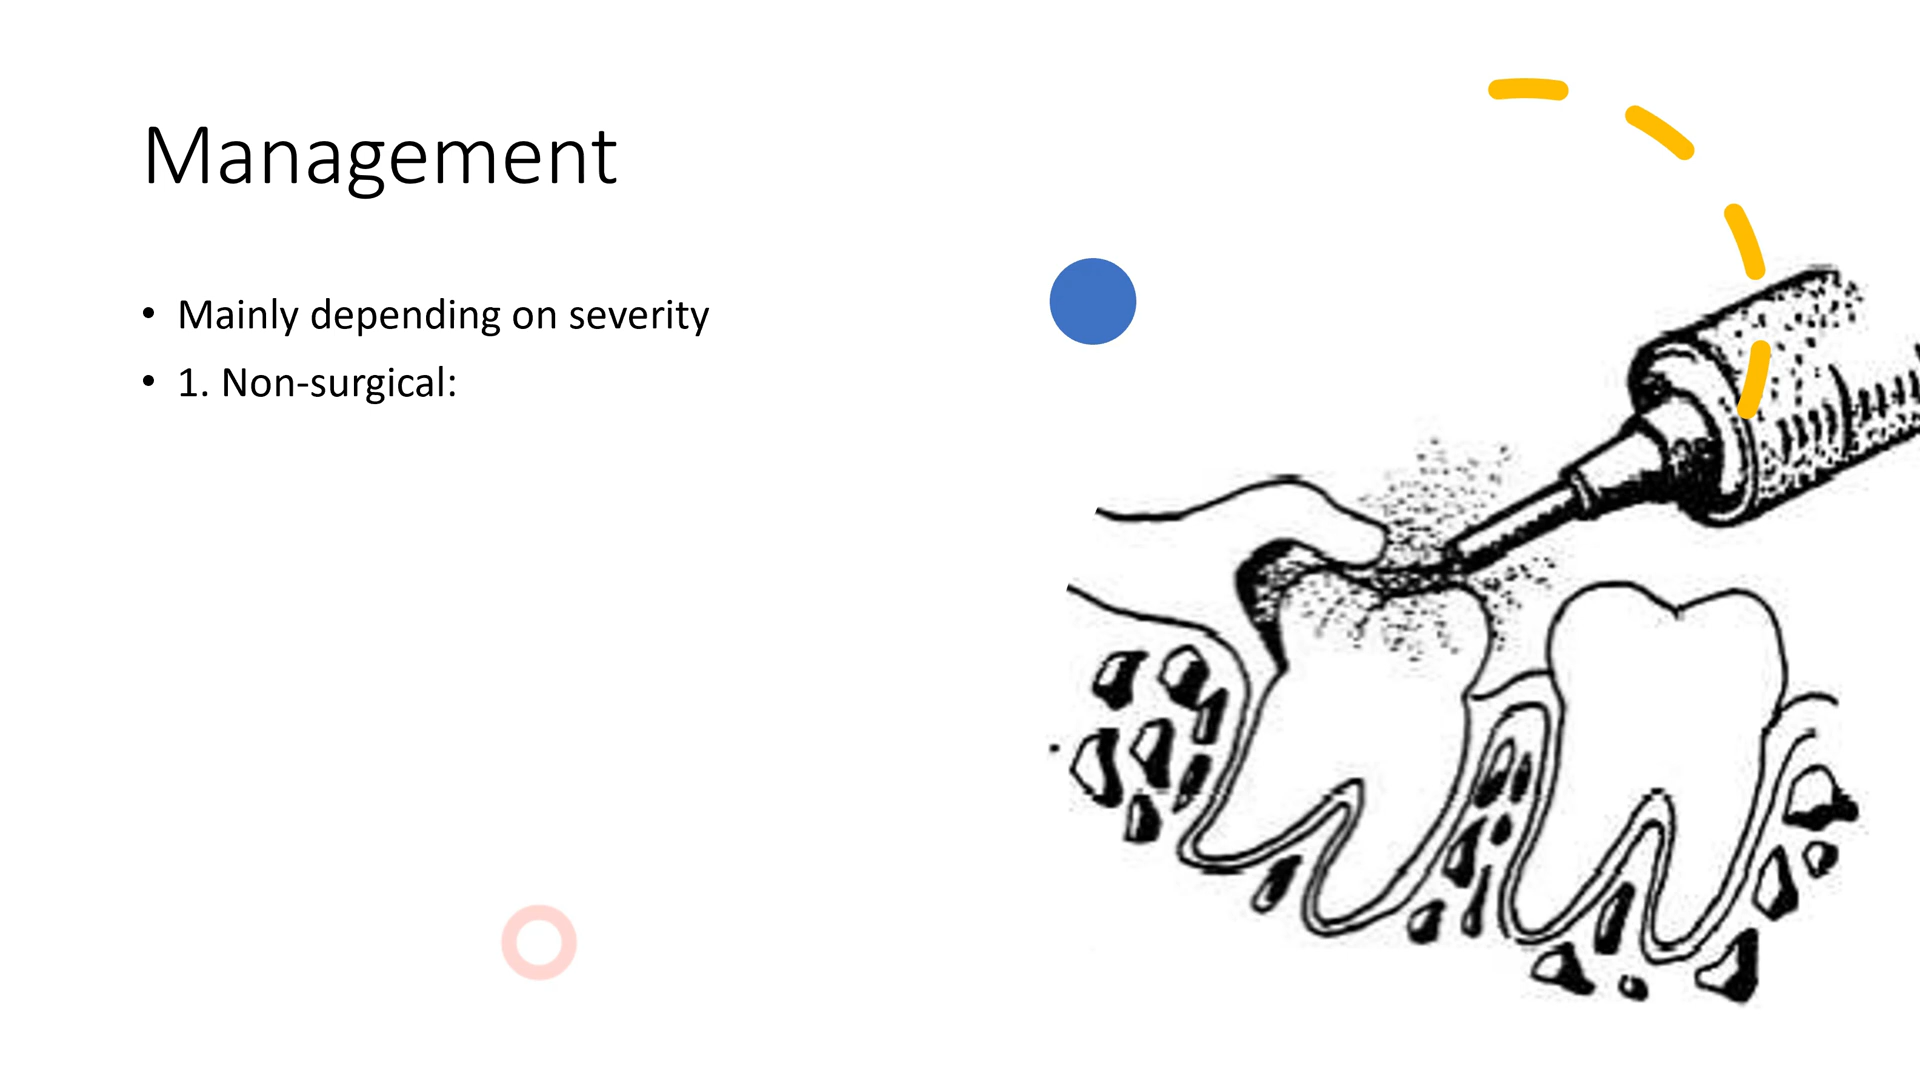 Management
• Mainly depending on severity
• 1. Non-surgical: